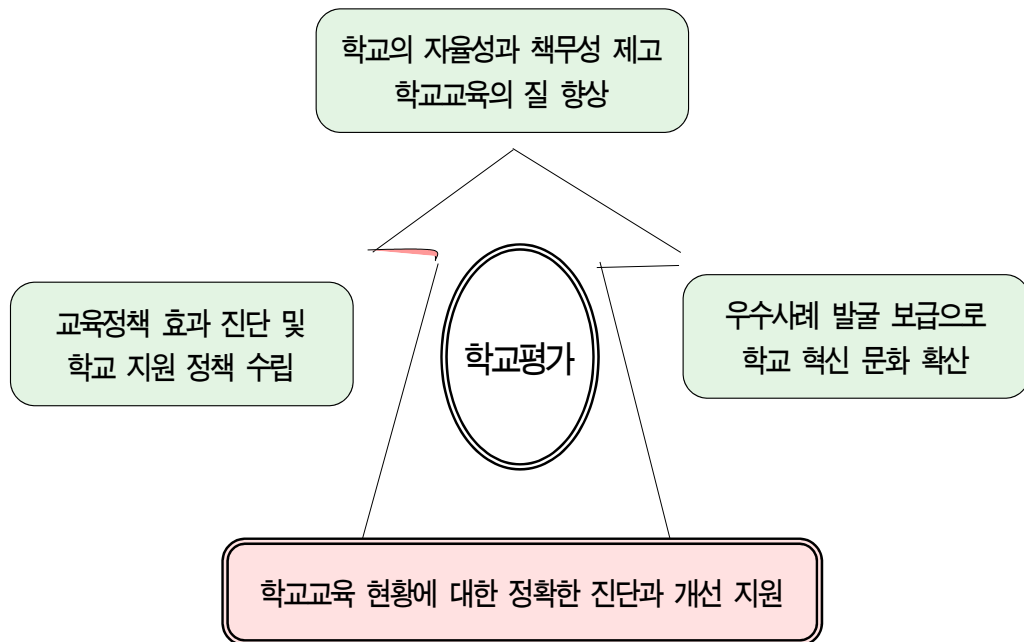 학교의 자율성과 책무성 제고
학교교육의 질 향상
교육정책 효과 진단 및
학교 지원 정책 수립
학교평가
우수사례 발굴 보급으로
학교 혁신 문화 확산
학교교육 현황에 대한 정확한 진단과 개선 지원